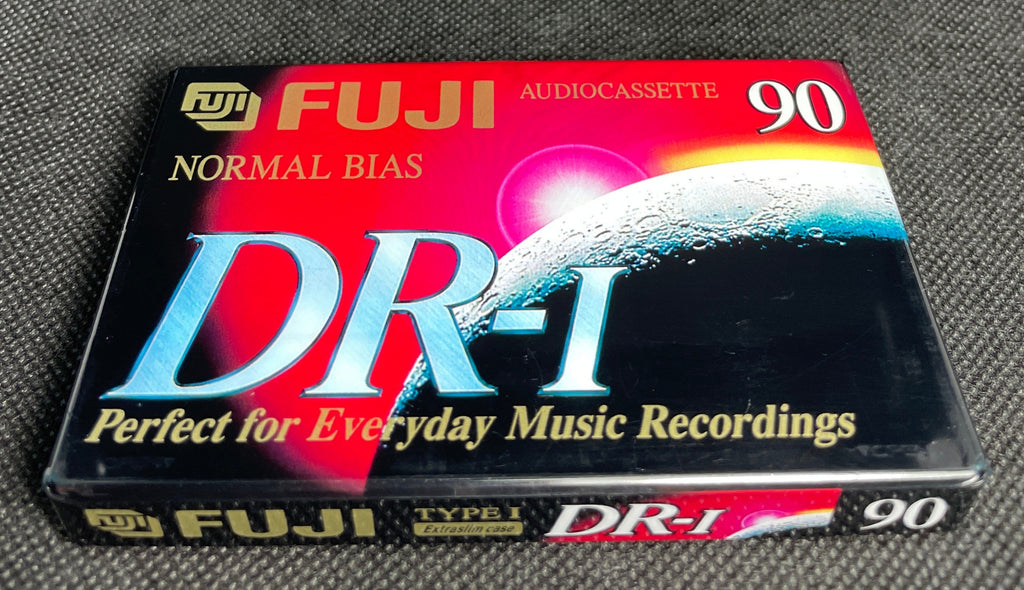 FUJI FUJI AUDIOCASSETTE 90
NORMAL BIAS
DR-I
Perfect for Everyday Music Recordings
FUJI FUJI TYPE I DR-I 90
Extraslim case